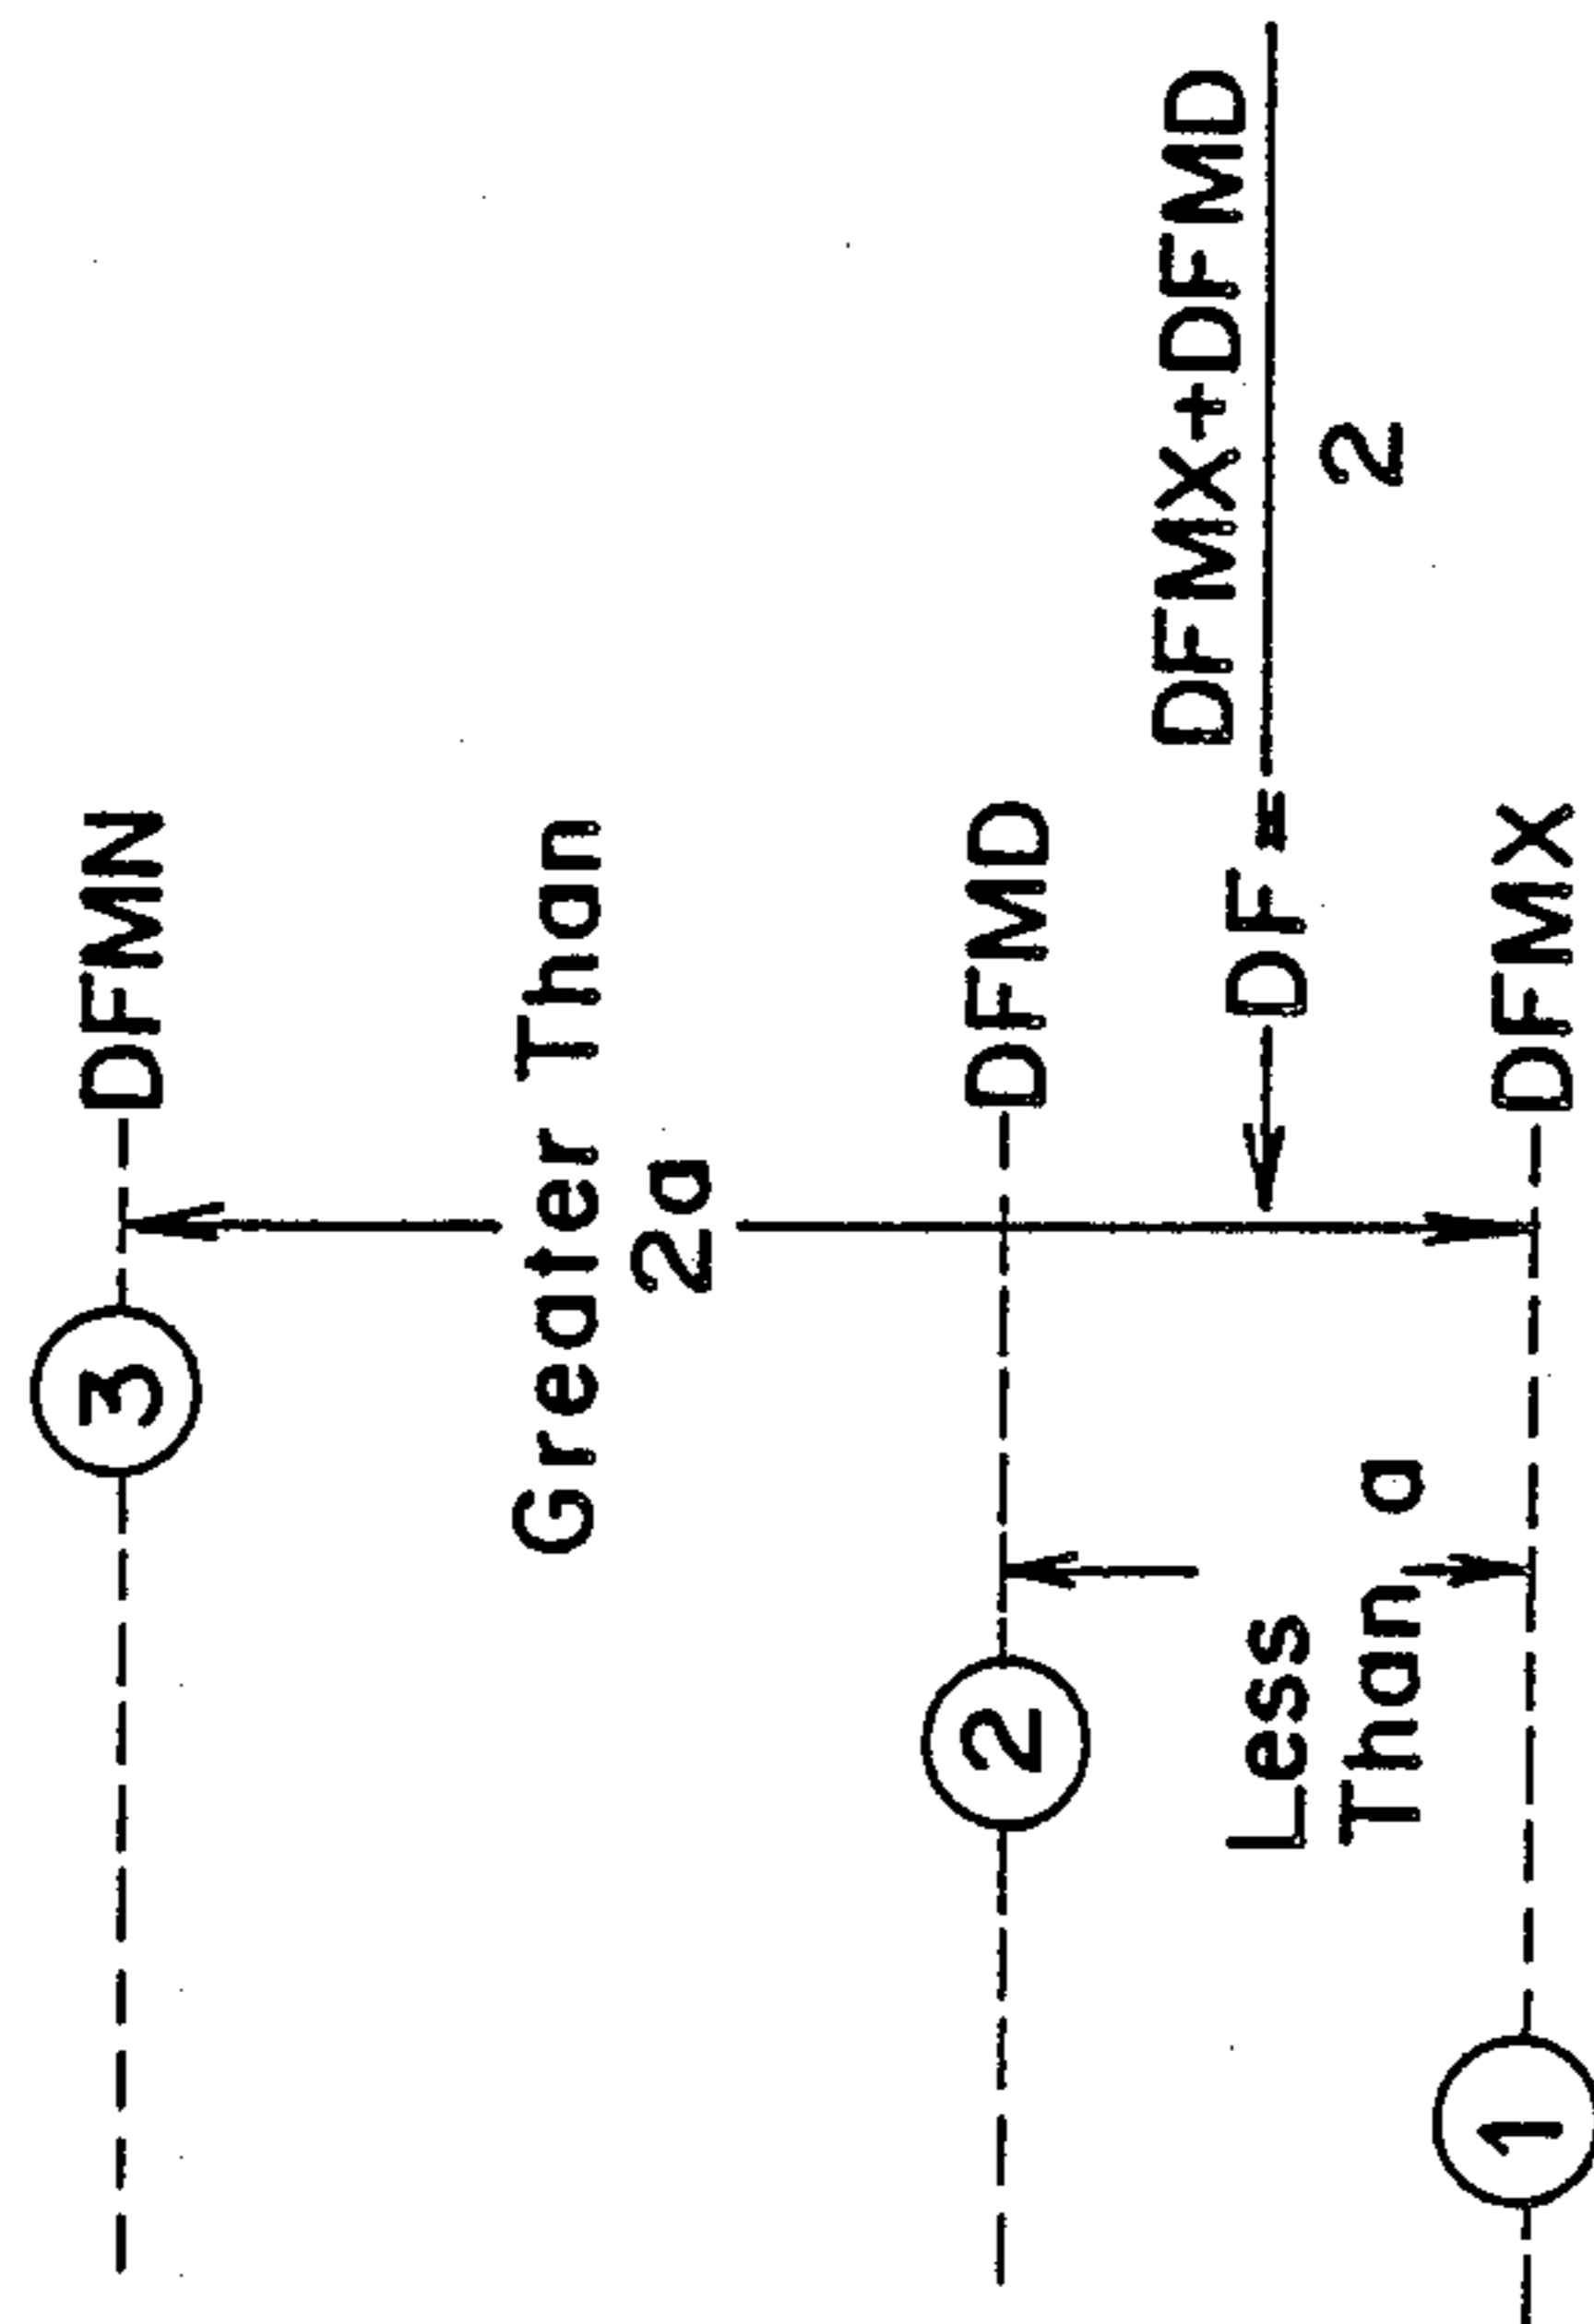 3 DFMN
Greater Than
2a
2 DFMD
Less
Than a
DF = DFMX+DFMD
2
1 DFMX